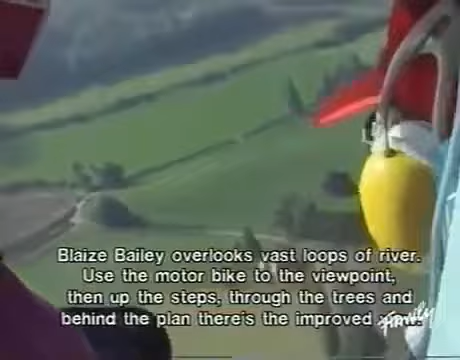 Blaize Bailey overlooks vast loops of river.
Use the motor bike to the viewpoint,
then up the steps, through the trees and
behind the plan there's the improved
Family